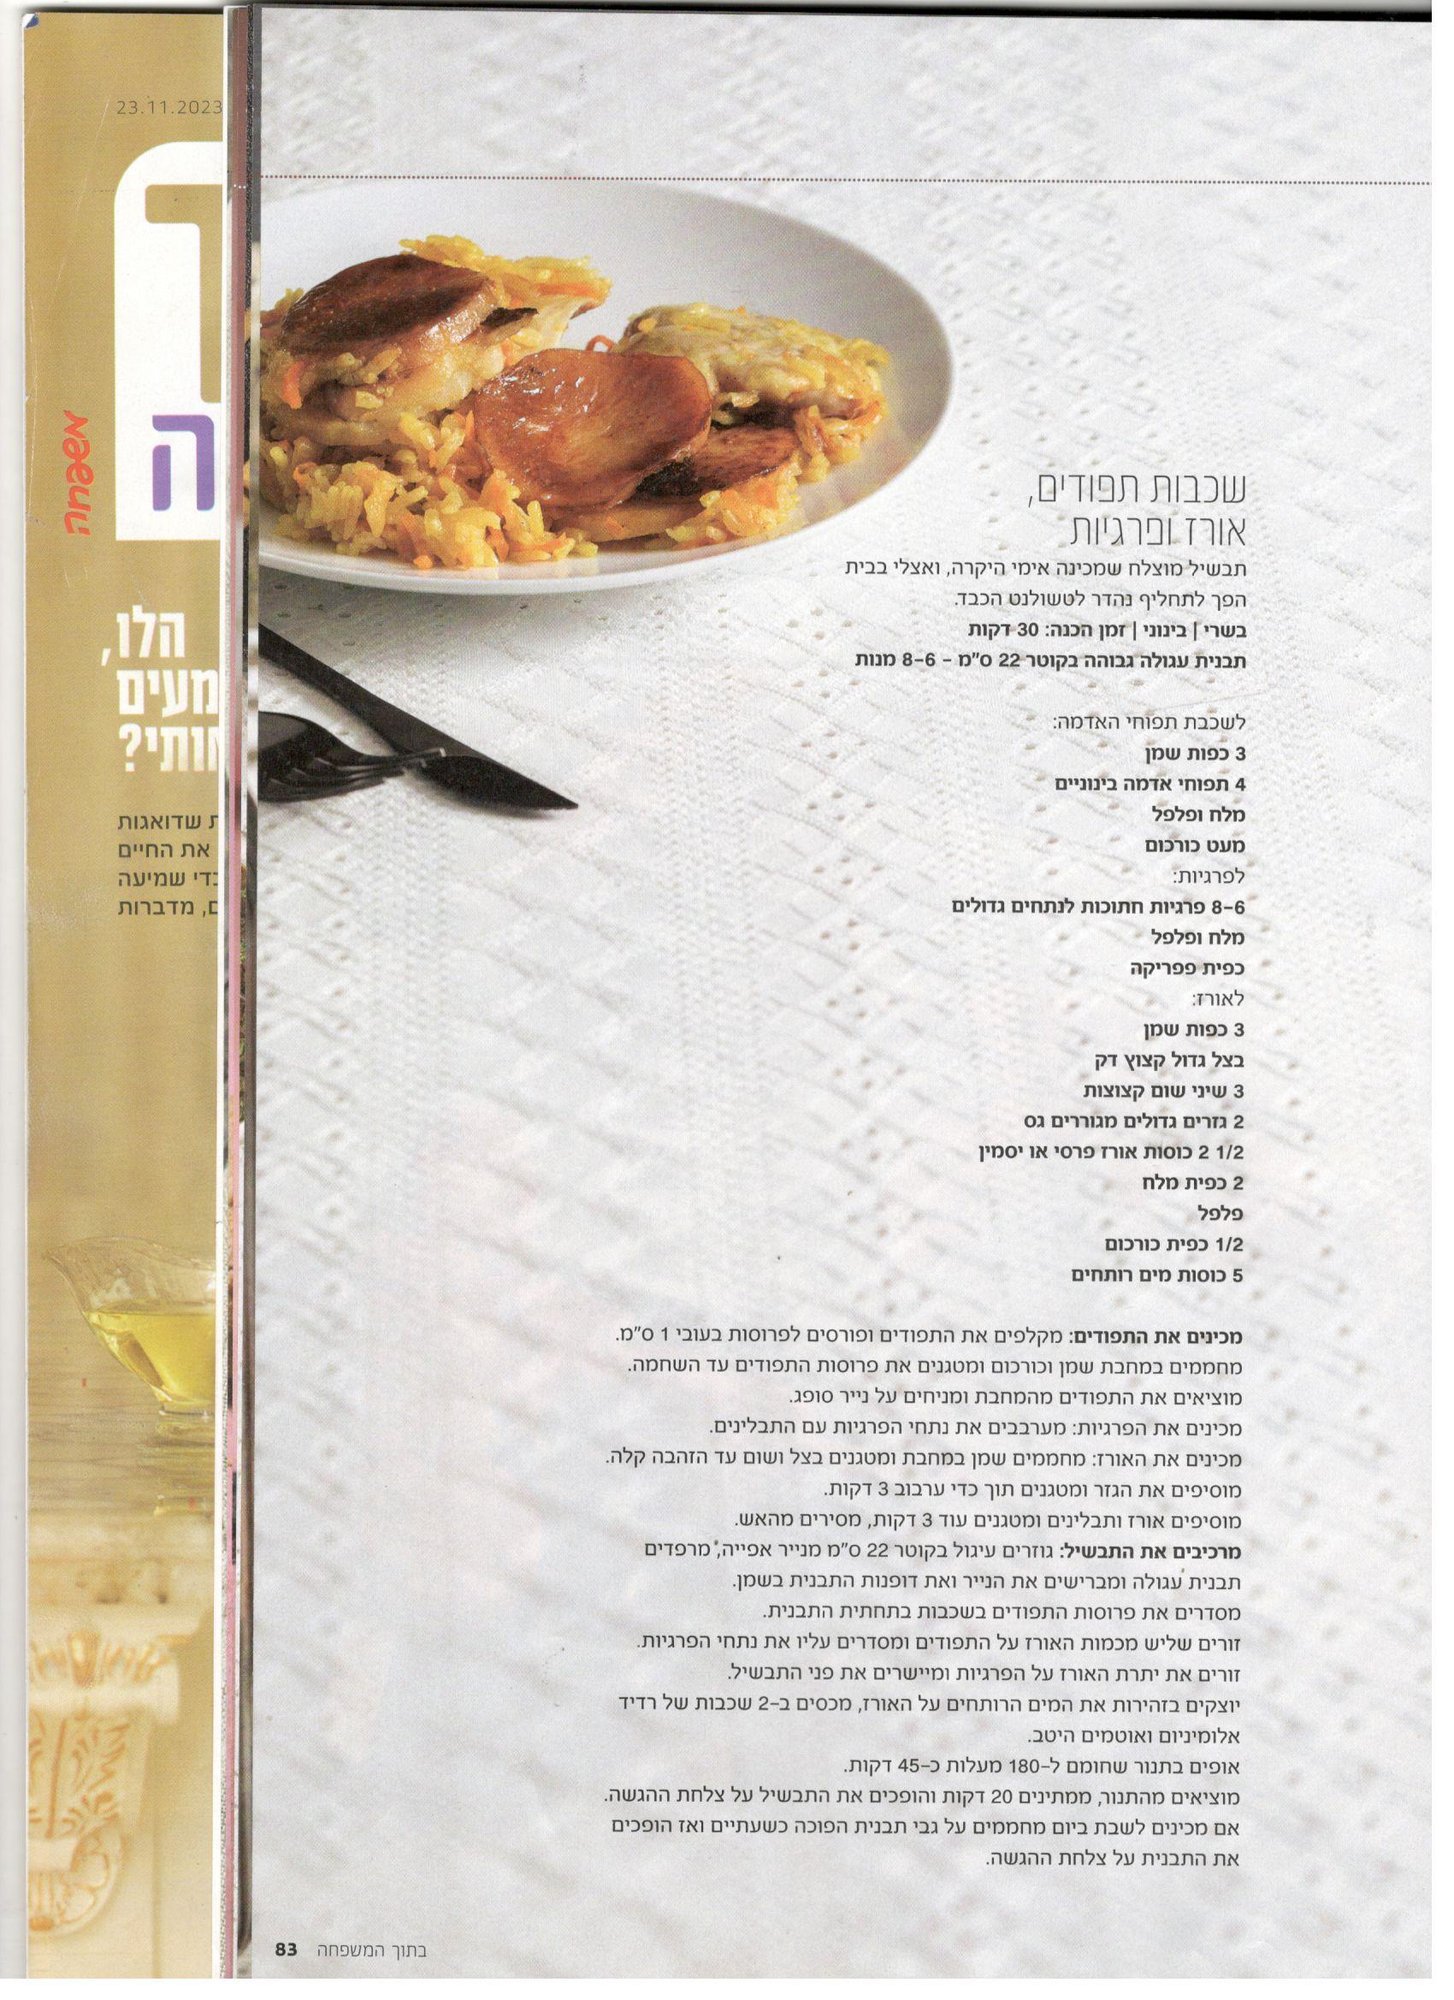 שכבות תפודים,
אורז ופרגיות
תבשיל מוצלח שמכינה אימי היקרה, ואצלי בבית
הפך לתחליף נהדר לטשולנט הכבד.
בשרי | בינוני | זמן הכנה: 30 דקות
תבנית עגולה גבוהה בקוטר 22 ס"מ - 8-6 מנות
לשכבת תפוחי האדמה:
3 כפות שמן
4 תפוחי אדמה בינוניים
מלח ופלפל
מעט כורכום
לפרגיות:
8-6 פרגיות חתוכות לנתחים גדולים
מלח ופלפל
כפית פפריקה
לאורז:
3 כפות שמן
בצל גדול קצוץ דק
3 שיני שום קצוצות
2 גזרים גדולים מגוררים גס
2 1/2 כוסות אורז פרסי או יסמין
2 כפית מלח
פלפל
1/2 כפית כורכום
5 כוסות מים רותחים
מכינים את התפודים: מקלפים את התפודים ופורסים לפרוסות בעובי 1 ס"מ.
מחממים במחבת שמן וכורכום ומטגנים את פרוסות התפודים עד השחמה.
מוציאים את התפודים מהמחבת ומניחים על נייר סופג.
מכינים את הפרגיות: מערבבים את נתחי הפרגיות עם התבלינים.
מכינים את האורז: מחממים שמן במחבת ומטגנים בצל ושום עד הזהבה קלה.
מוסיפים את הגזר ומטגנים תוך כדי ערבוב 3 דקות.
מוסיפים אורז ותבלינים ומטגנים עוד 3 דקות, מסירים מהאש.
מרכיבים את התבשיל: גוזרים עיגול בקוטר 22 ס"מ מנייר אפייה, מרפדים
תבנית עגולה ומברישים את הנייר ואת דופנות התבנית בשמן.
מסדרים את פרוסות התפודים בשכבות בתחתית התבנית.
זורים שליש מכמות האורז על התפודים ומסדרים עליו את נתחי הפרגיות.
זורים את יתרת האורז על הפרגיות ומיישרים את פני התבשיל.
יוצקים בזהירות את המים הרותחים על האורז, מכסים ב-2 שכבות של רדיד
אלומיניום ואוטמים היטב.
אופים בתנור שחומם ל-180 מעלות כ-45 דקות.
מוציאים מהתנור, ממתינים 20 דקות והופכים את התבשיל על צלחת ההגשה.
אם מכינים לשבת ביום מחממים על גבי תבנית הפוכה כשעתיים ואז הופכים
את התבנית על צלחת ההגשה.
בתוך המשפחה 83
23.11.2023
משפחה
הלו,
שדואגות
את החיים
שמיעה
מדברות